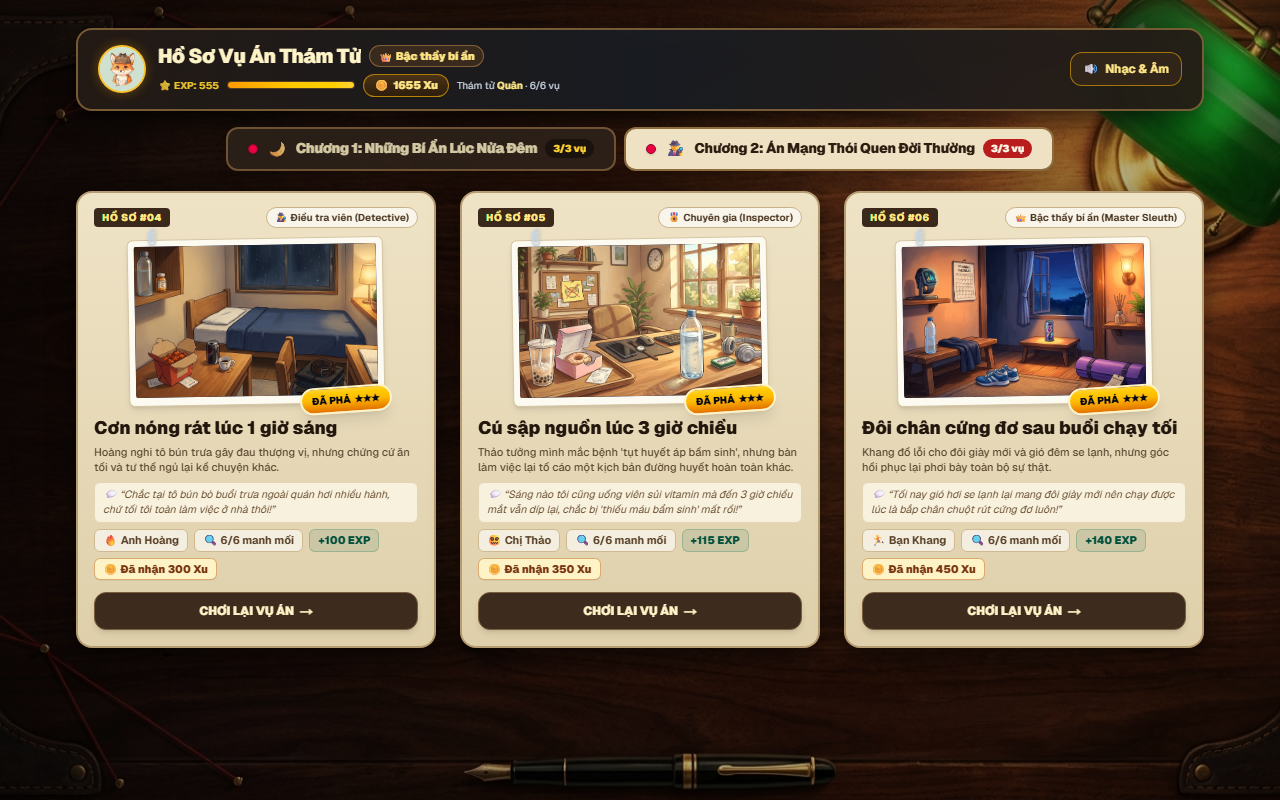 Hồ Sơ Vụ Án Thám Tử
Bậc thầy bí ẩn
EXP: 555
1655 Xu
Thám tử Quân · 6/6 vụ
Nhạc & Âm
Chương 1: Những Bí Ẩn Lúc Nửa Đêm
3/3 vụ
Chương 2: Án Mạng Thói Quen Đời Thường
3/3 vụ
HỒ SƠ #04
Điều tra viên (Detective)
ĐÃ PHÁ ★★★
Cơn nóng rát lúc 1 giờ sáng
Hoàng nghi tô bún trưa gây đau thượng vị, nhưng chứng cứ ăn
tối và tư thế ngủ lại kể chuyện khác.
“Chắc tại tô bún bò buổi trưa ngoài quán hơi nhiều hành,
chứ tối tôi toàn làm việc ở nhà thôi!”
Anh Hoàng
6/6 manh mối
+100 EXP
Đã nhận 300 Xu
CHƠI LẠI VỤ ÁN →
HỒ SƠ #05
Chuyên gia (Inspector)
ĐÃ PHÁ ★★★
Cú sập nguồn lúc 3 giờ chiều
Thảo tưởng mình mắc bệnh 'tụt huyết áp bẩm sinh', nhưng bàn
làm việc lại tố cáo một kịch bản đường huyết hoàn toàn khác.
“Sáng nào tôi cũng uống viên sủi vitamin mà đến 3 giờ chiều
mắt vẫn díp lại, chắc bị 'thiếu máu bẩm sinh' mất rồi!”
Chị Thảo
6/6 manh mối
+115 EXP
Đã nhận 350 Xu
CHƠI LẠI VỤ ÁN →
HỒ SƠ #06
Bậc thầy bí ẩn (Master Sleuth)
ĐÃ PHÁ ★★★
Đôi chân cứng đơ sau buổi chạy tối
Khang đổ lỗi cho đôi giày mới và gió đêm se lạnh, nhưng góc
hồi phục lại phơi bày toàn bộ sự thật.
“Tối nay gió hơi se lạnh lại mang đôi giày mới nên chạy được
lúc là bắp chân chuột rút cứng đơ luôn!”
Bạn Khang
6/6 manh mối
+140 EXP
Đã nhận 450 Xu
CHƠI LẠI VỤ ÁN →